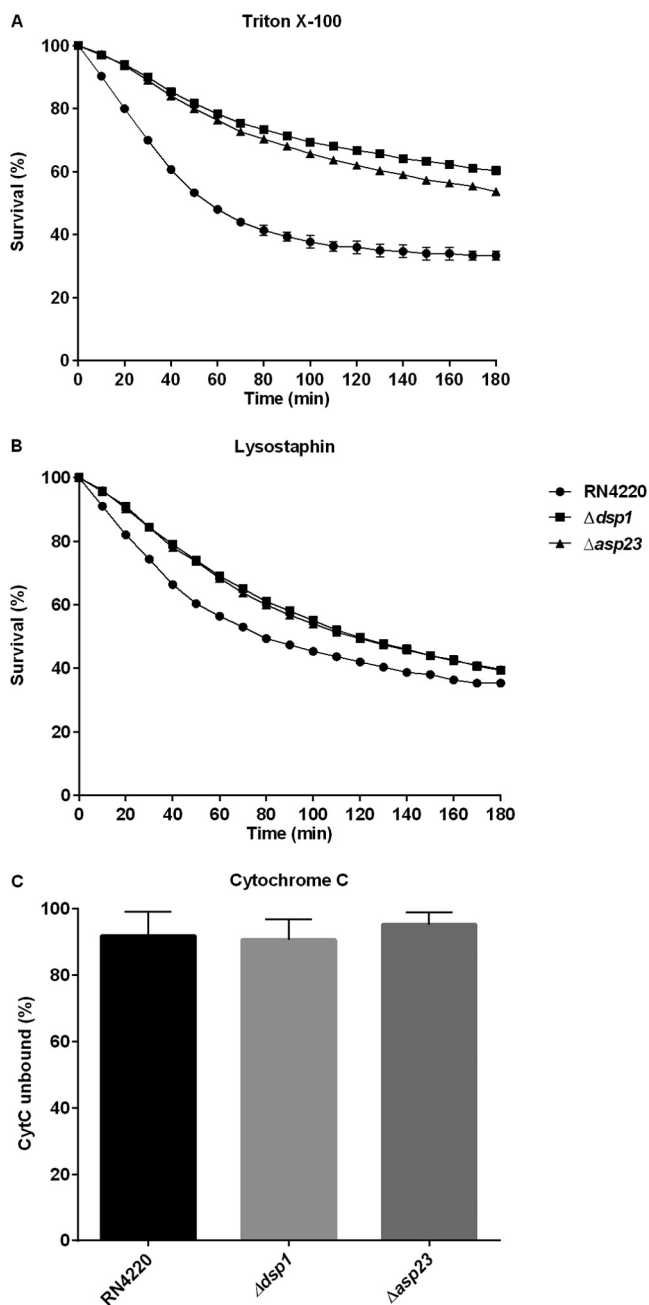 A
Triton X-100
Survival (%)
100
80
60
40
20
0
0 20 40 60 80 100 120 140 160 180
Time (min)
B
Lysostaphin
Survival (%)
100
80
60
40
20
0
0 20 40 60 80 100 120 140 160 180
Time (min)
RN4220
Δdsp1
Δasp23
C
Cytochrome C
CytC unbound (%)
100
80
60
40
20
0
RN4220 Δdsp1 Δasp23